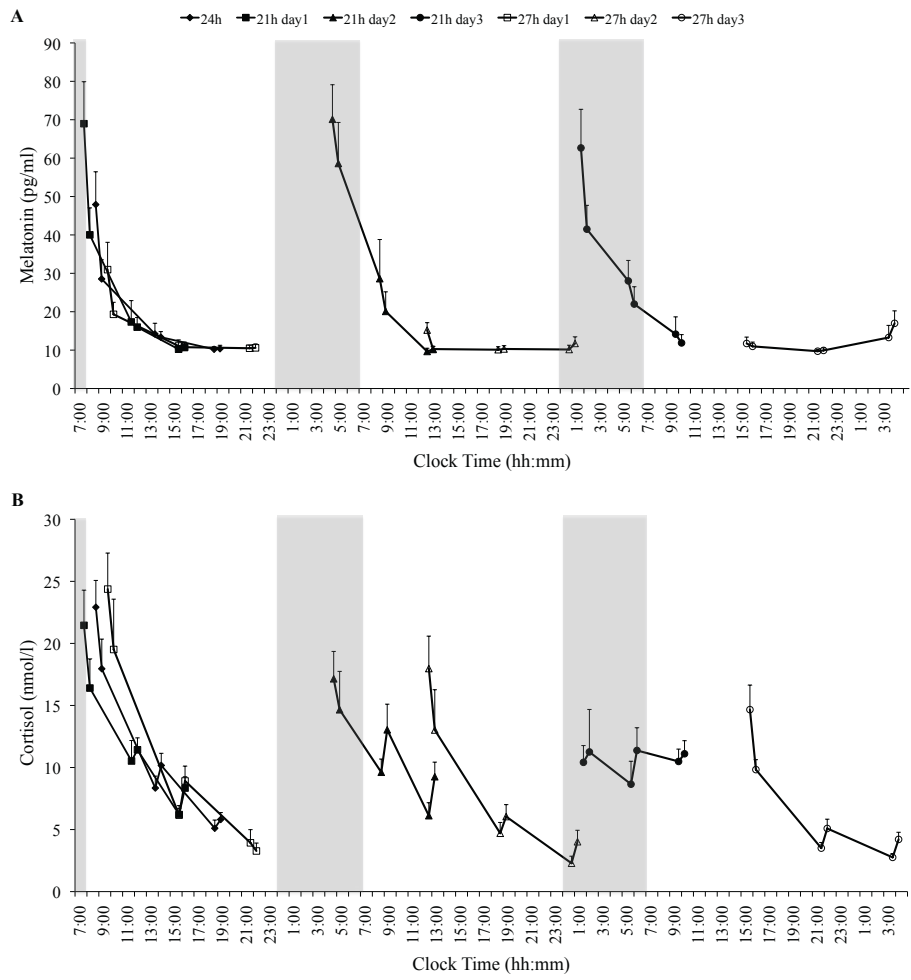 A
24h 21h day1 21h day2 21h day3 27h day1 27h day2 27h day3
Melatonin (pg/ml)
90
80
70
60
50
40
30
20
10
0
7:00 9:00 11:00 13:00 15:00 17:00 19:00 21:00 23:00 1:00 3:00 5:00 7:00 9:00 11:00 13:00 15:00 17:00 19:00 21:00 23:00 1:00 3:00 5:00 7:00 9:00 11:00 13:00 15:00 17:00 19:00 21:00 23:00 1:00 3:00
Clock Time (hh:mm)
B
Cortisol (nmol/l)
30
25
20
15
10
5
0
7:00 9:00 11:00 13:00 15:00 17:00 19:00 21:00 23:00 1:00 3:00 5:00 7:00 9:00 11:00 13:00 15:00 17:00 19:00 21:00 23:00 1:00 3:00 5:00 7:00 9:00 11:00 13:00 15:00 17:00 19:00 21:00 23:00 1:00 3:00
Clock Time (hh:mm)